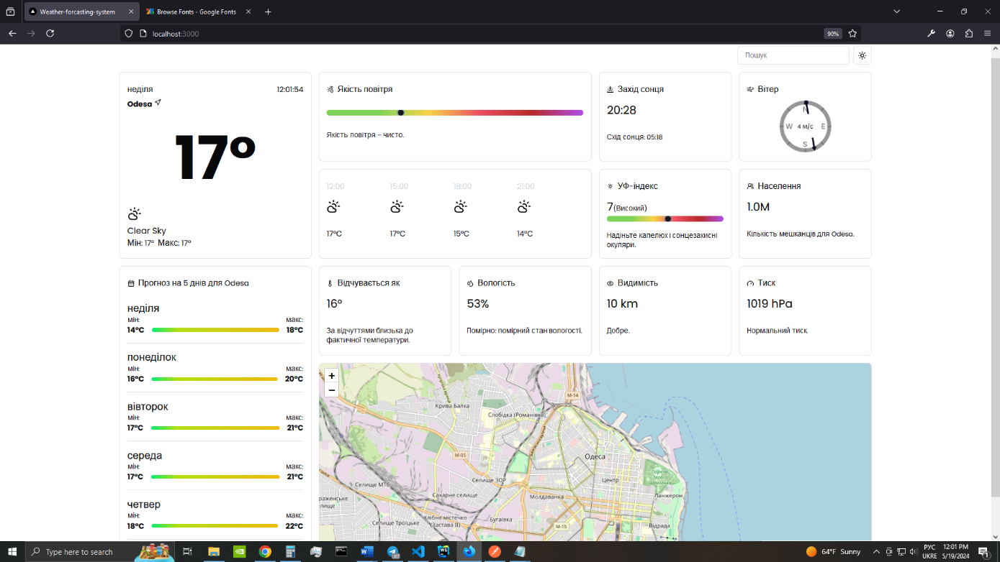 Weather-forcasting-system
Browse Fonts - Google Fonts
localhost:3000
90%
Пошук
неділя
12:01:54
Odesa
17°
Clear Sky
Мін: 17° Макс: 17°
Якість повітря
Якість повітря – чисто.
Захід сонця
20:28
Схід сонця: 05:18
Вітер
N
W
4 м/с
E
S
12:00
15:00
18:00
21:00
17°C
17°C
15°C
14°C
УФ-індекс
7(Високий)
Надіньте капелюх і сонцезахисні
окуляри.
Населення
1.0M
Кількість мешканців для Odesa.
Прогноз на 5 днів для Odesa
неділя
мін:
макс:
14°C
18°C
понеділок
мін:
макс:
16°C
20°C
вівторок
мін:
макс:
17°C
21°C
середа
мін:
макс:
17°C
21°C
четвер
мін:
макс:
18°C
22°C
Відчувається як
16°
За відчуттями близька до
фактичної температури.
Вологість
53%
Помірно: помірний стан вологості.
Видимість
10 km
Добре.
Тиск
1019 hPa
Нормальний тиск.
+
−
М-14
Крива Балка
Слобідка (Романівка)
М-05
Одеса
Селище ЗОР
Центр
Парк
Тараса
Шевченка
Селище МТС
Сахарне селище
Молдаванка
Ланжерон
Хлібне містечко
(Застава II)
Бугаївка
Селище Троїцьке
М-15
Відрада
Type here to search
64°F Sunny
РУС
UKRE
12:01 PM
5/19/2024